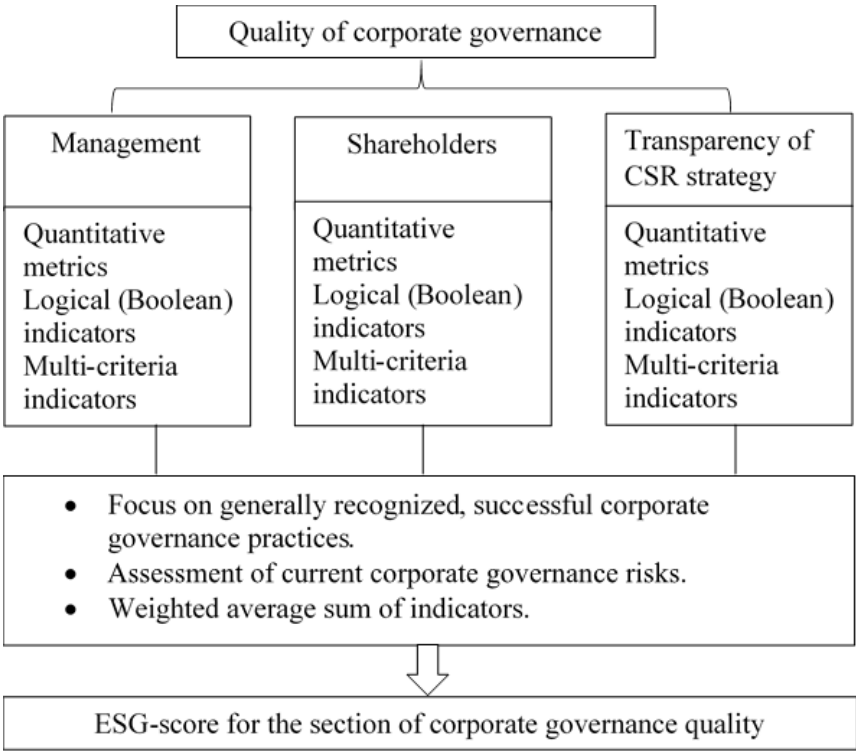 Quality of corporate governance
Management
Quantitative
metrics
Logical (Boolean)
indicators
Multi-criteria
indicators
Shareholders
Quantitative
metrics
Logical (Boolean)
indicators
Multi-criteria
indicators
Transparency of
CSR strategy
Quantitative
metrics
Logical (Boolean)
indicators
Multi-criteria
indicators
• Focus on generally recognized, successful corporate
governance practices.
• Assessment of current corporate governance risks.
• Weighted average sum of indicators.
ESG-score for the section of corporate governance quality